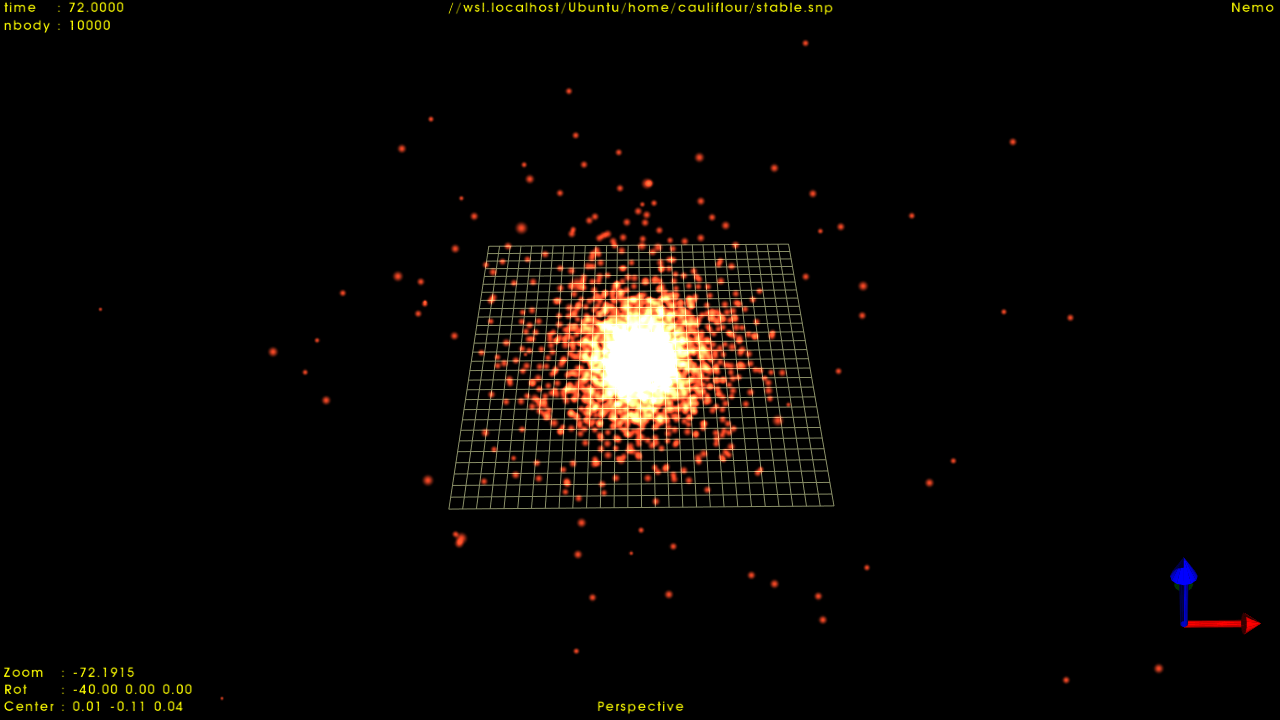 time : 72.0000
//wsl.localhost/Ubuntu/home/cauliflour/stable.snp
Nemo
nbody : 10000
Zoom : -72.1915
Rot : -40.00 0.00 0.00
Center : 0.01 -0.11 0.04
Perspective